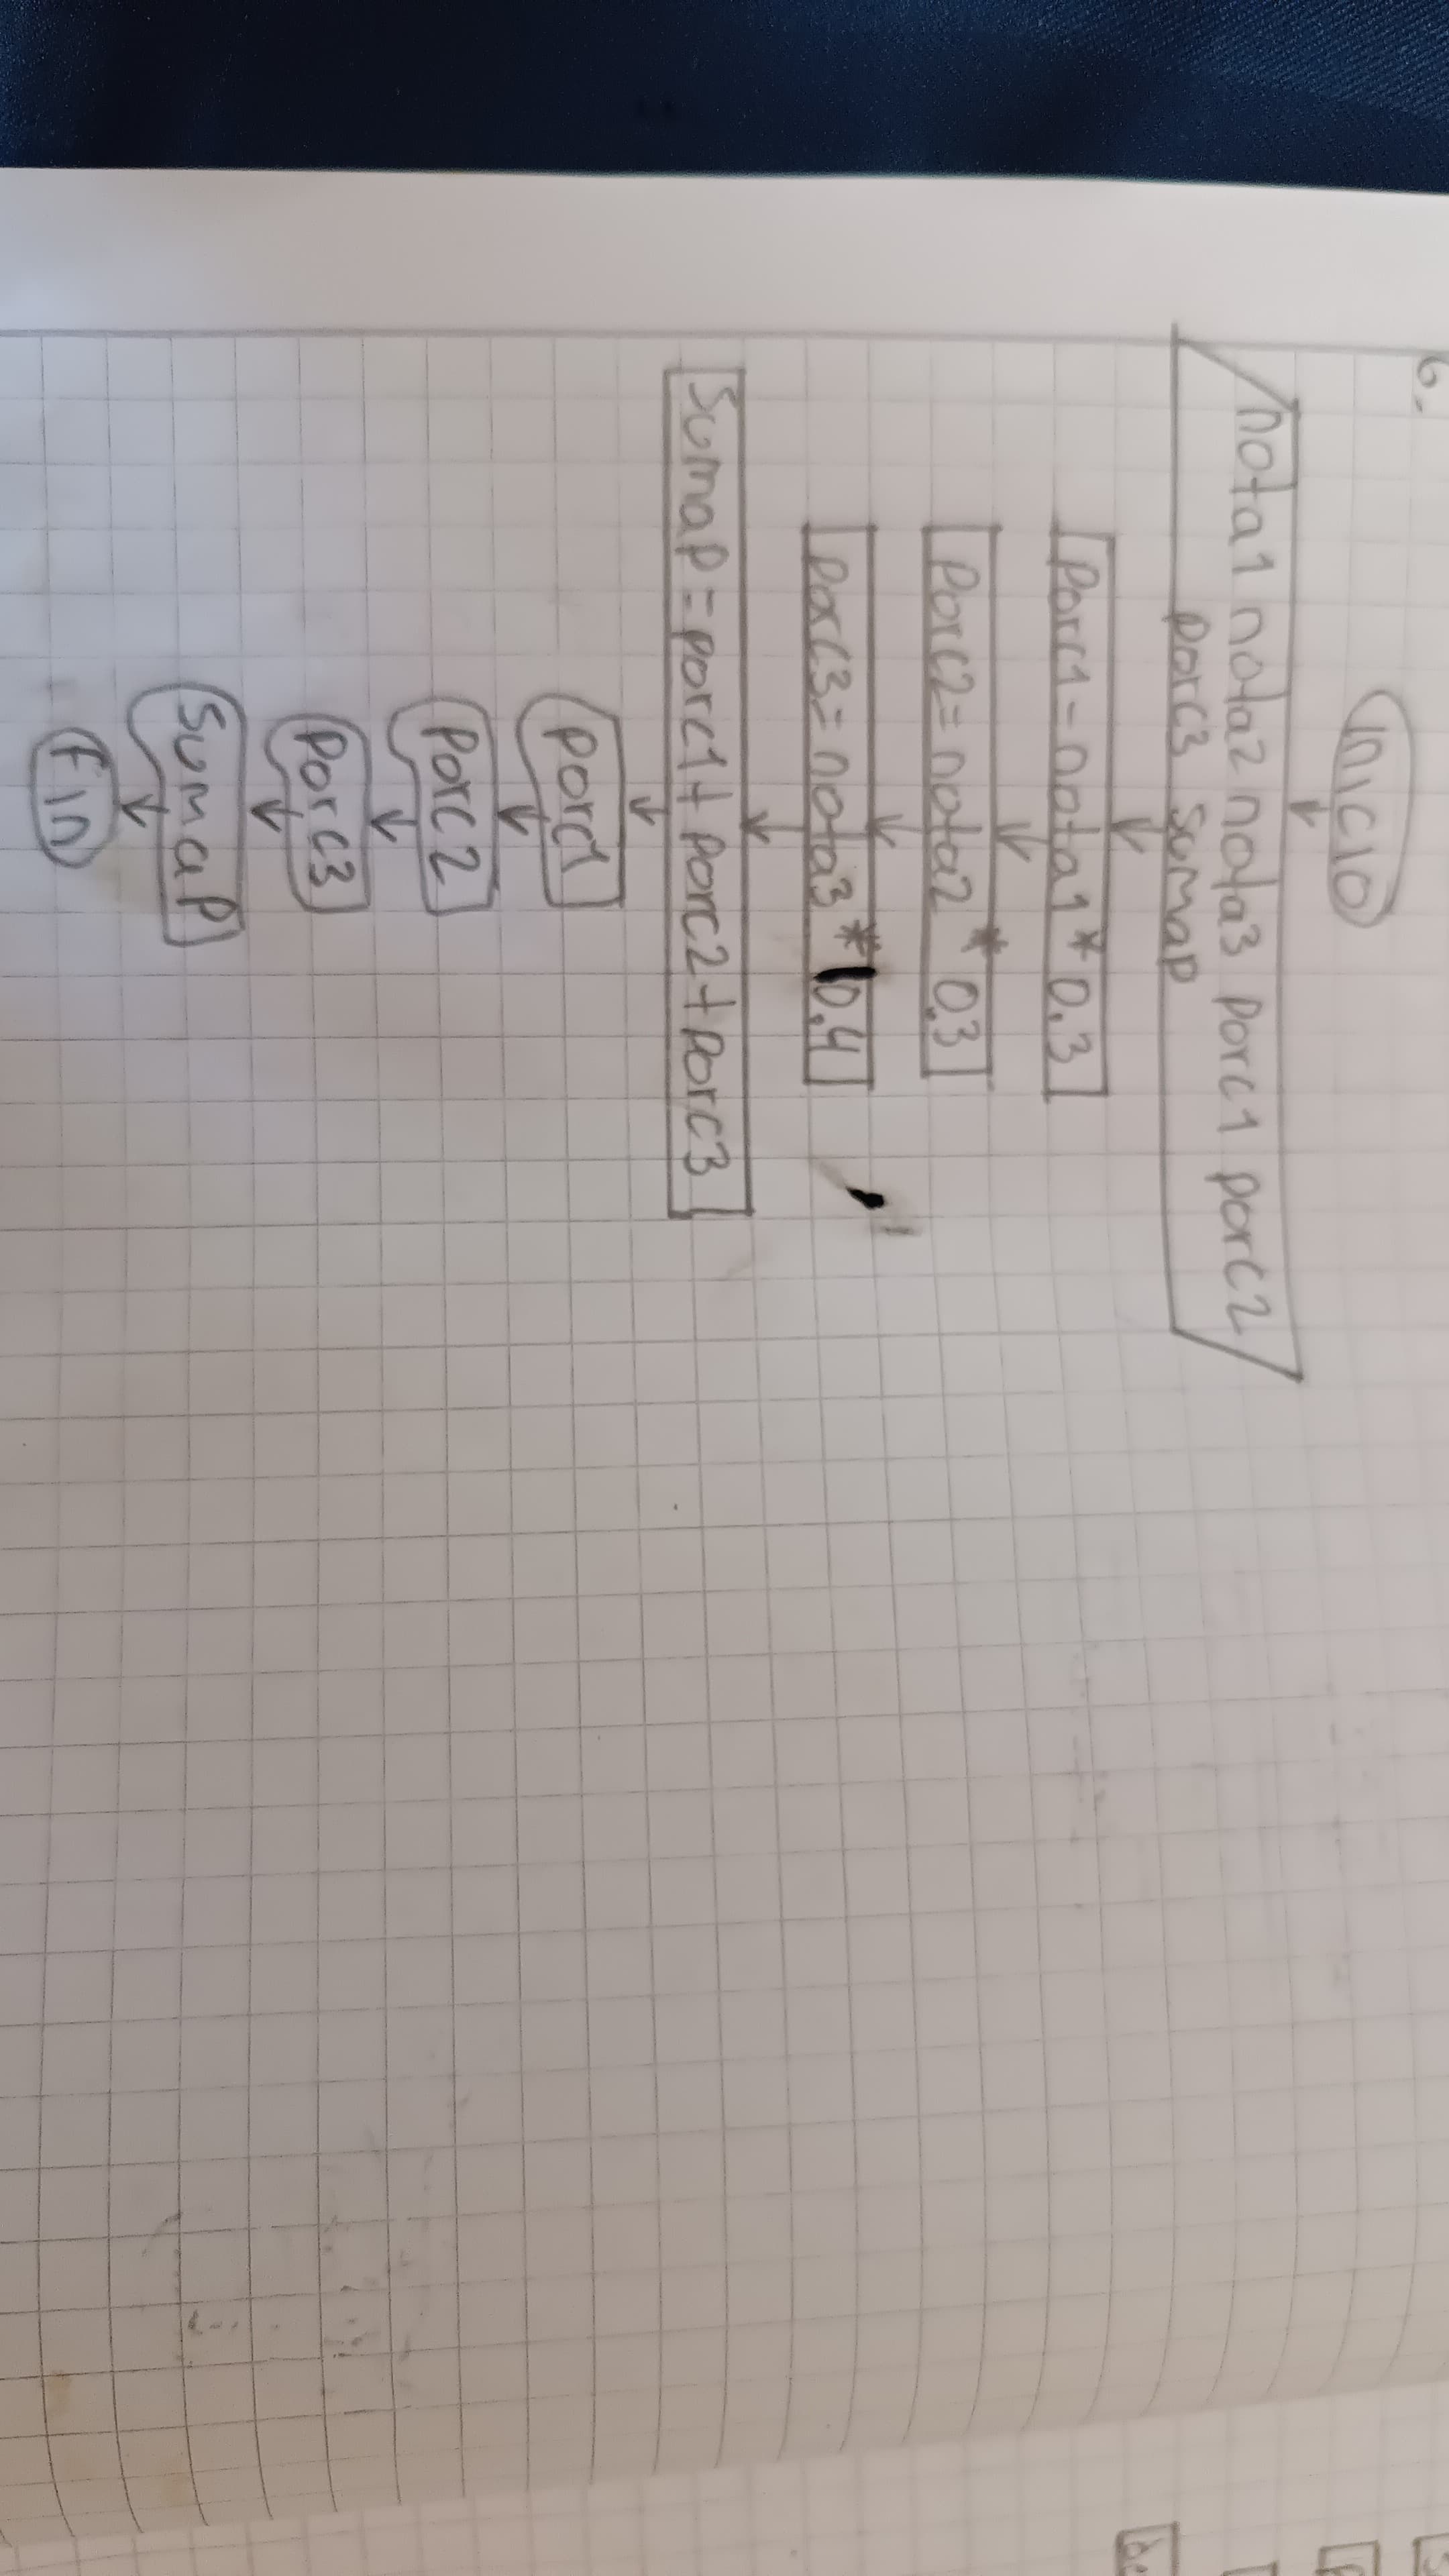 6.
Inicio
nota1 nota2 nota3 porc1 porc2
porc3 sumap
porc1 = nota1 * 0.3
porc2 = nota2 * 0.3
porc3 = nota3 * 0.4
Sumap = porc1 + porc2 + porc3
porc1
Porc2
Porc3
Sumap
Fin